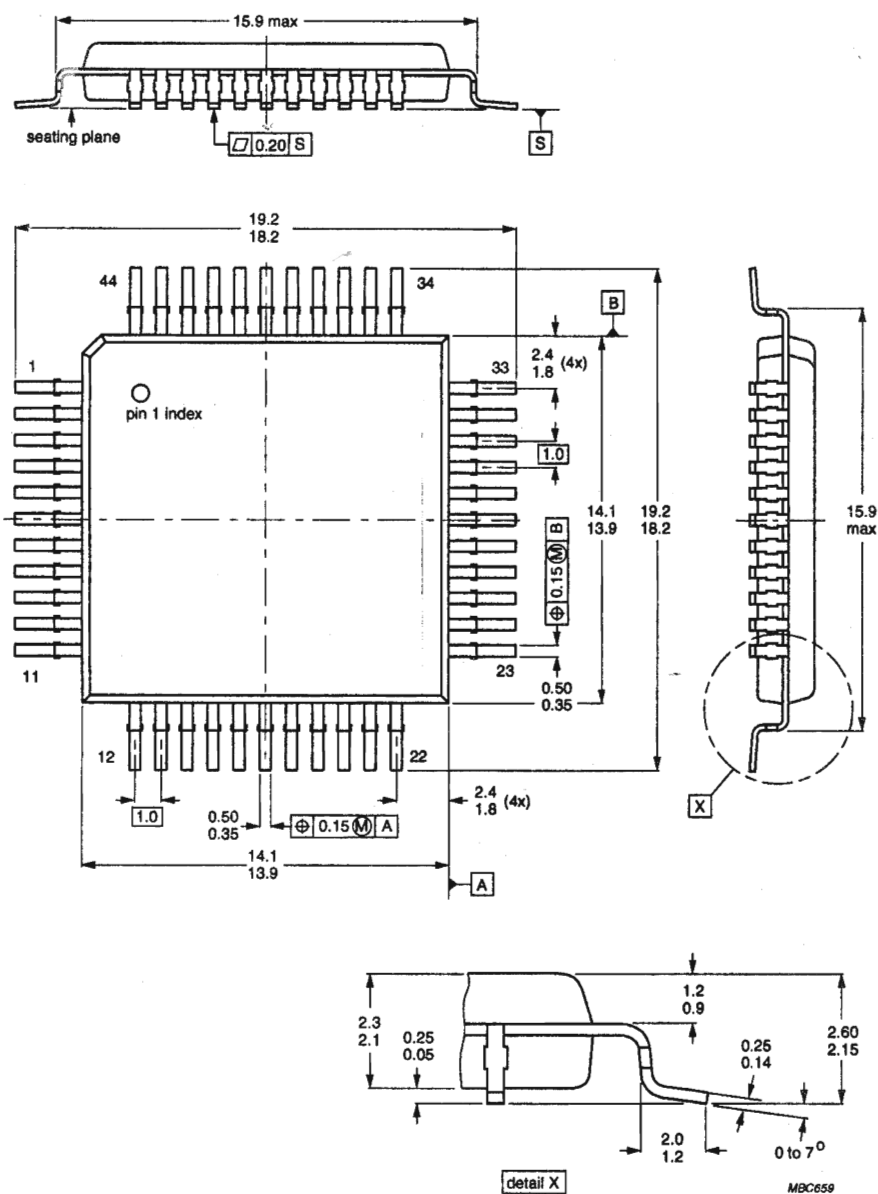 15.9 max
seating plane
0.20 S
S
19.2
18.2
44
34
B
2.4
1.8 (4x)
1
33
pin 1 index
1.0
14.1
13.9
19.2
18.2
15.9
max
0.15 M B
11
23
0.50
0.35
12
22
X
1.0
0.50
0.35
0.15 M A
2.4
1.8 (4x)
14.1
13.9
A
2.3
2.1
0.25
0.05
1.2
0.9
2.60
2.15
0.25
0.14
2.0
1.2
0 to 7°
detail X
MBC659